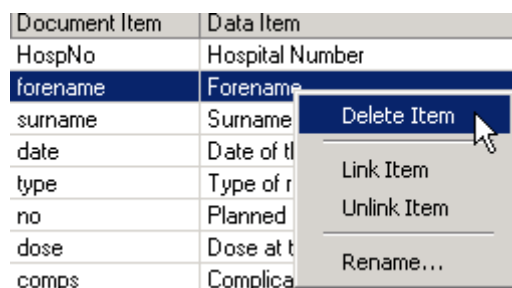 Document Item Data Item
HospNo Hospital Number
forename Forename
surname Surname
date Date of
type Type of
no Planned
dose Dose at
comps
Delete Item
Link Item
Unlink Item
Rename...